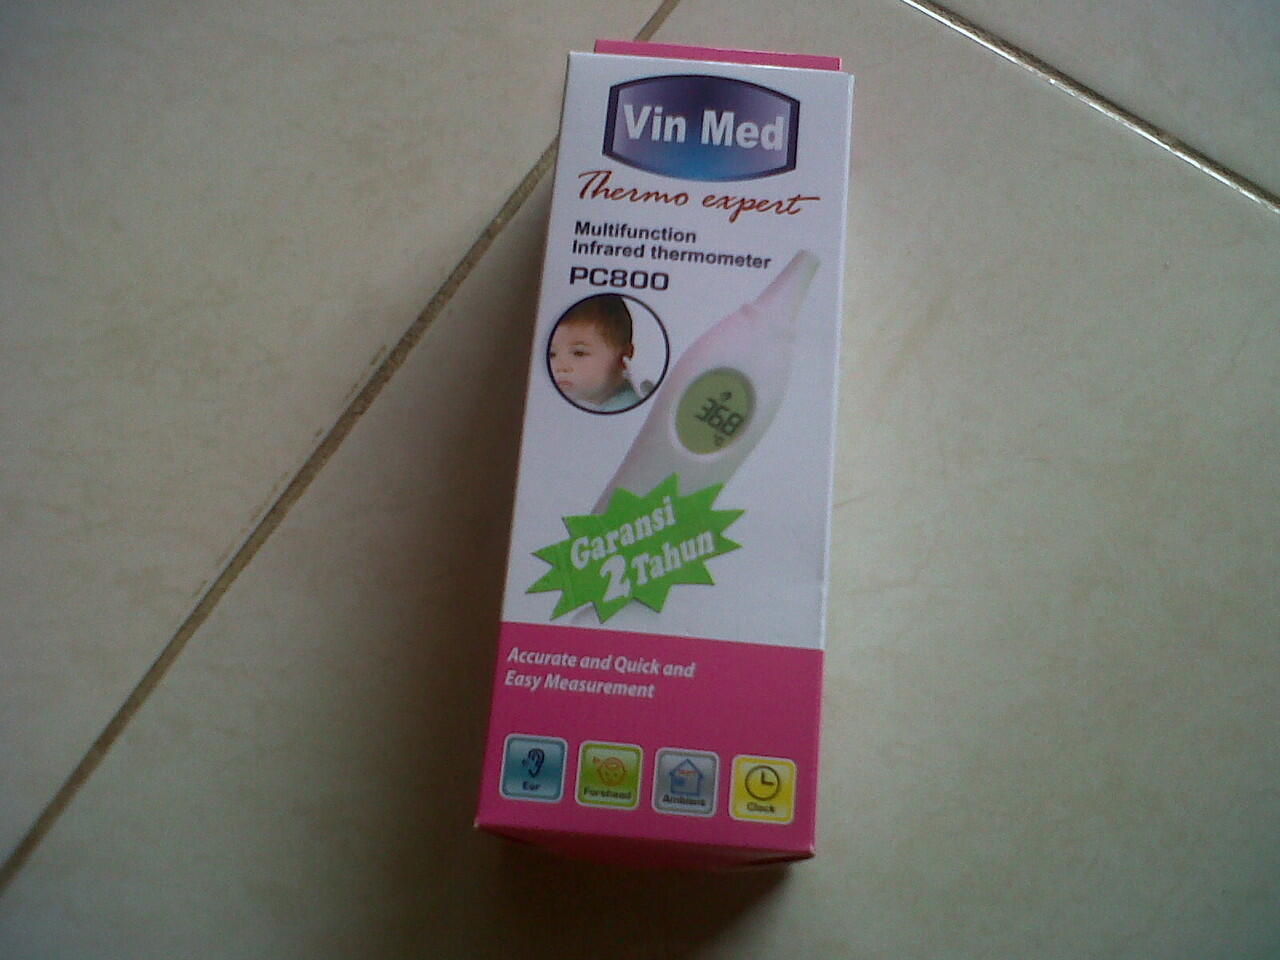 Vin Med
Thermo expert
Multifunction
Infrared thermometer
PC800
36.8
°C
Garansi
2 Tahun
Accurate and Quick and
Easy Measurement
Ear
Forehead
Ambient
Clock